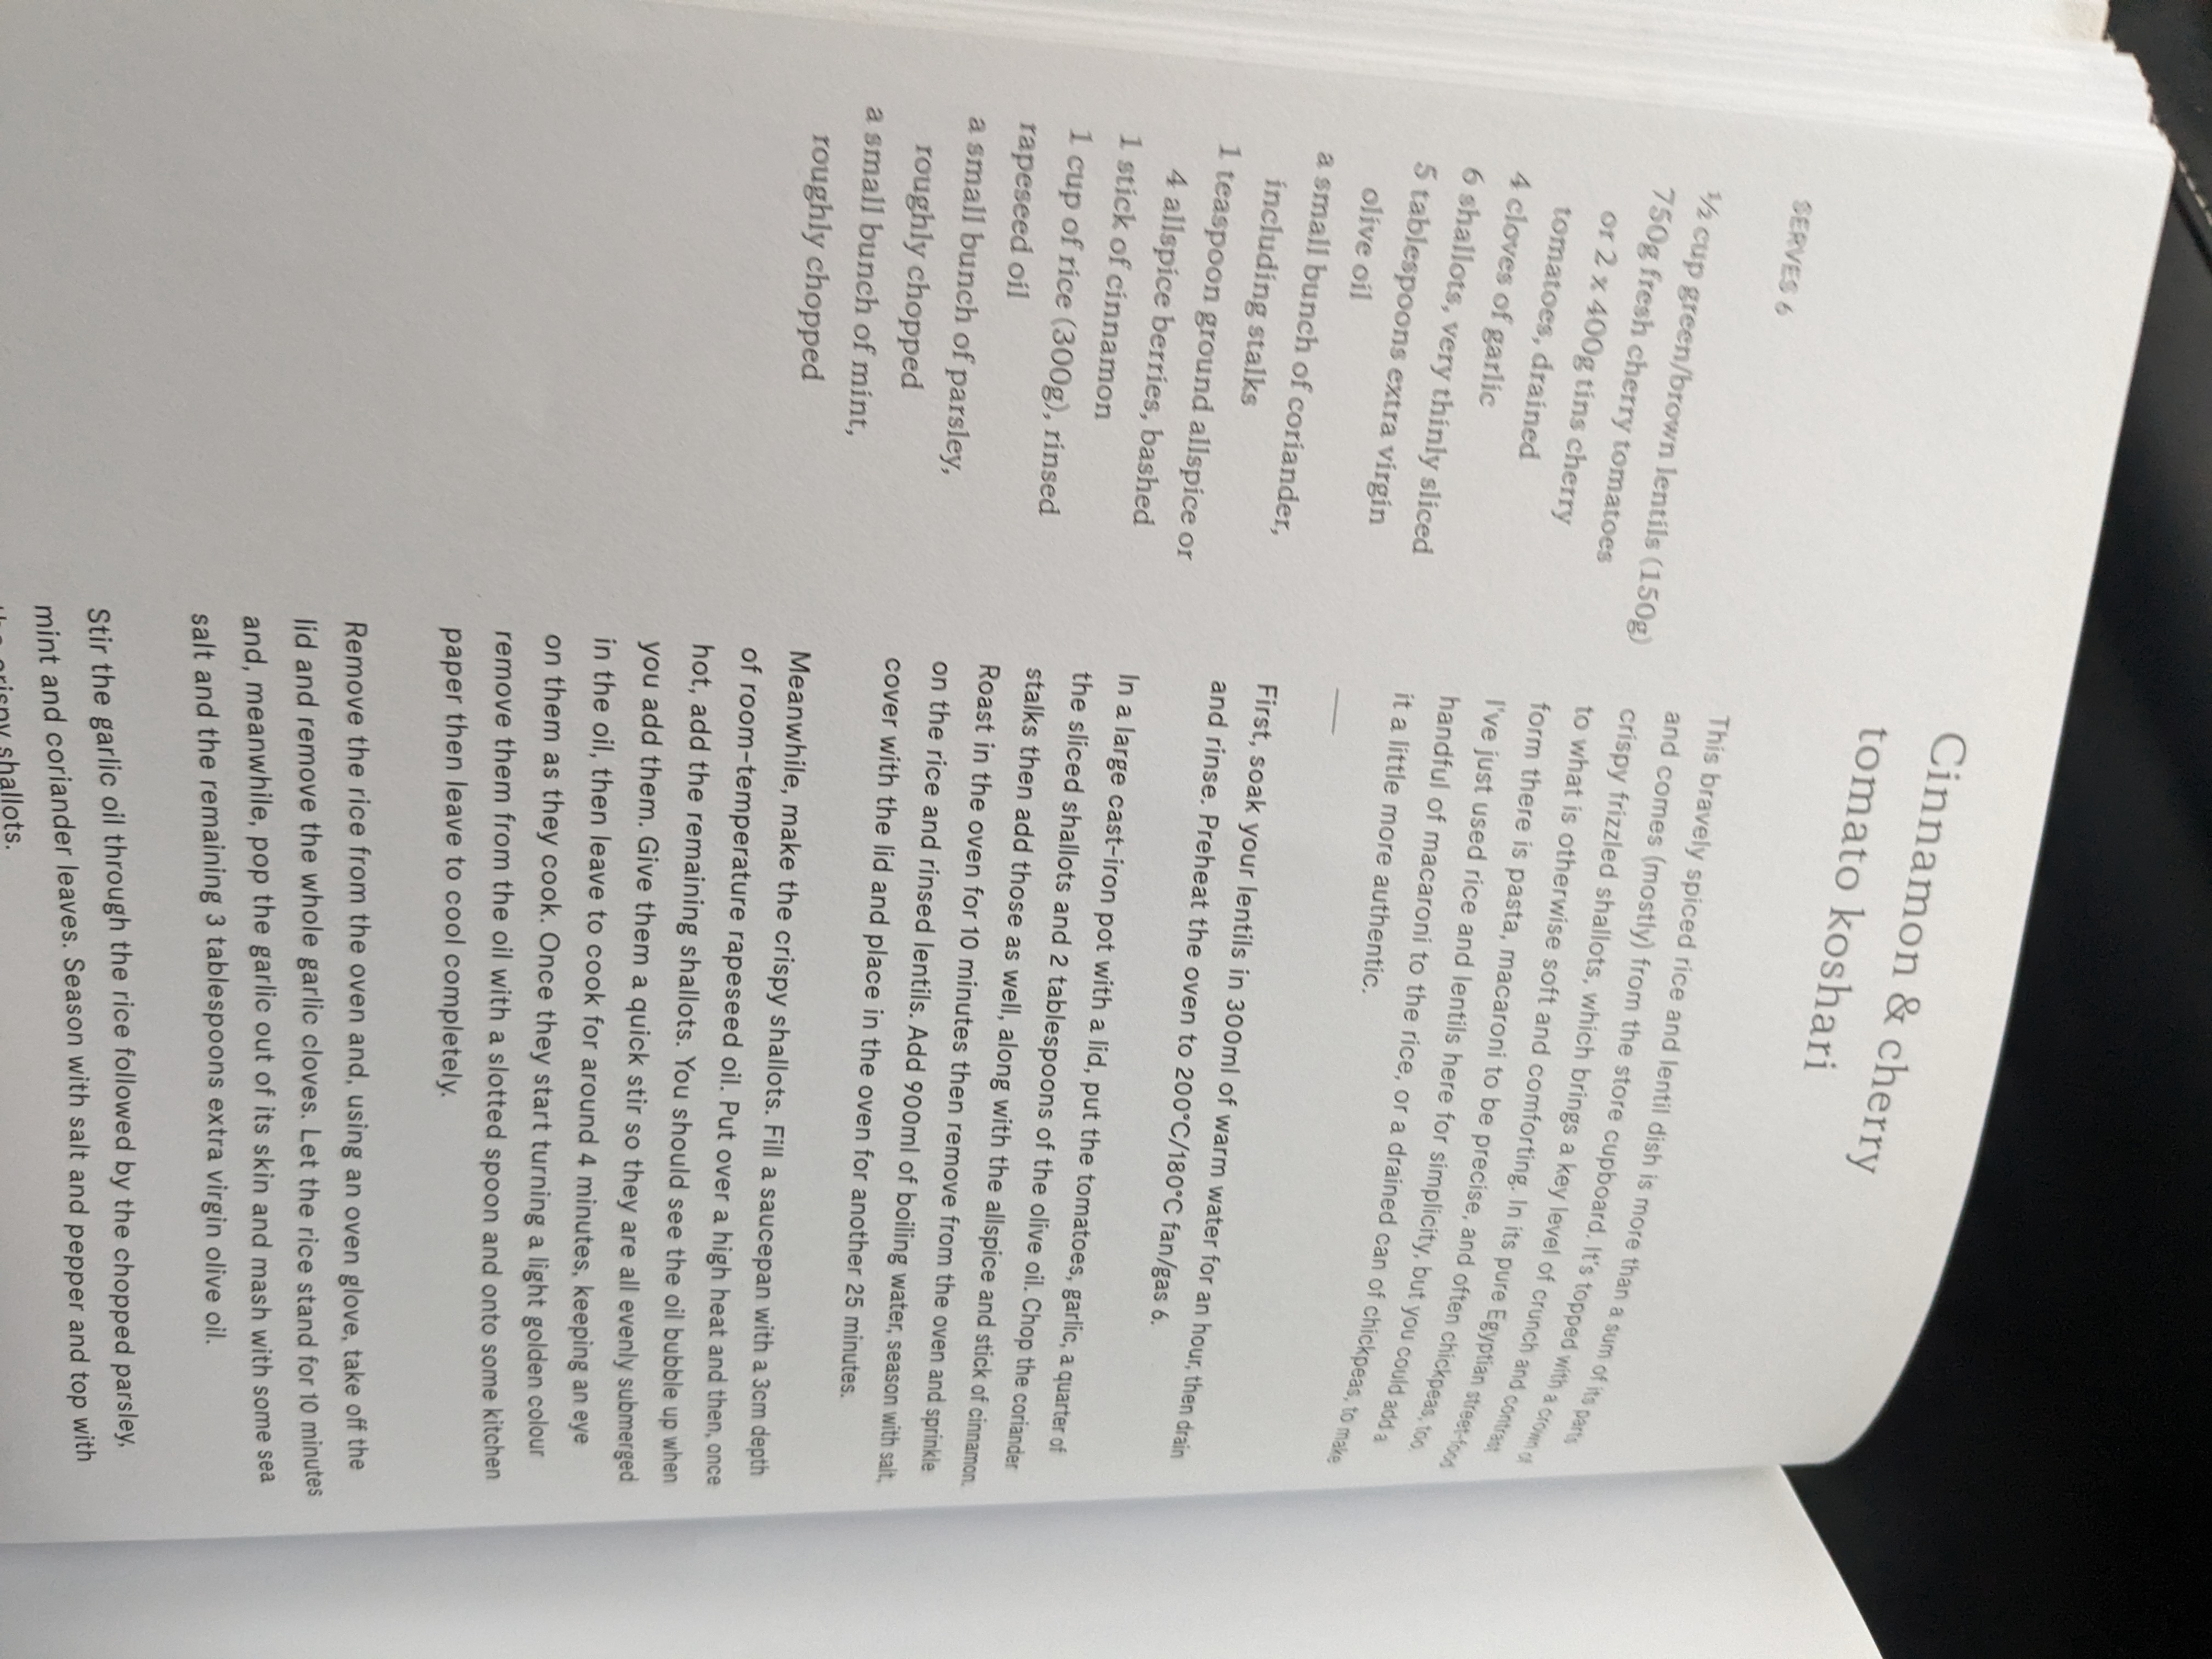 Cinnamon & cherry
tomato koshari
SERVES 6
½ cup green/brown lentils (150g)
750g fresh cherry tomatoes
or 2 x 400g tins cherry
tomatoes, drained
4 cloves of garlic
6 shallots, very thinly sliced
5 tablespoons extra virgin
olive oil
a small bunch of coriander,
including stalks
1 teaspoon ground allspice or
4 allspice berries, bashed
1 stick of cinnamon
1 cup of rice (300g), rinsed
rapeseed oil
a small bunch of parsley,
roughly chopped
a small bunch of mint,
roughly chopped
This bravely spiced rice and lentil dish is more than a sum of its parts
and comes (mostly) from the store cupboard. It's topped with a crown of
crispy frizzled shallots, which brings a key level of crunch and contrast
to what is otherwise soft and comforting. In its pure Egyptian street-food
form there is pasta, macaroni to be precise, and often chickpeas, too.
I've just used rice and lentils here for simplicity, but you could add a
handful of macaroni to the rice, or a drained can of chickpeas, to make
it a little more authentic.
First, soak your lentils in 300ml of warm water for an hour, then drain
and rinse. Preheat the oven to 200°C/180°C fan/gas 6.
In a large cast-iron pot with a lid, put the tomatoes, garlic, a quarter of
the sliced shallots and 2 tablespoons of the olive oil. Chop the coriander
stalks then add those as well, along with the allspice and stick of cinnamon.
Roast in the oven for 10 minutes then remove from the oven and sprinkle
on the rice and rinsed lentils. Add 900ml of boiling water, season with salt,
cover with the lid and place in the oven for another 25 minutes.
Meanwhile, make the crispy shallots. Fill a saucepan with a 3cm depth
of room-temperature rapeseed oil. Put over a high heat and then, once
hot, add the remaining shallots. You should see the oil bubble up when
you add them. Give them a quick stir so they are all evenly submerged
in the oil, then leave to cook for around 4 minutes, keeping an eye
on them as they cook. Once they start turning a light golden colour
remove them from the oil with a slotted spoon and onto some kitchen
paper then leave to cool completely.
Remove the rice from the oven and, using an oven glove, take off the
lid and remove the whole garlic cloves. Let the rice stand for 10 minutes
and, meanwhile, pop the garlic out of its skin and mash with some sea
salt and the remaining 3 tablespoons extra virgin olive oil.
Stir the garlic oil through the rice followed by the chopped parsley,
mint and coriander leaves. Season with salt and pepper and top with
the crispy shallots.